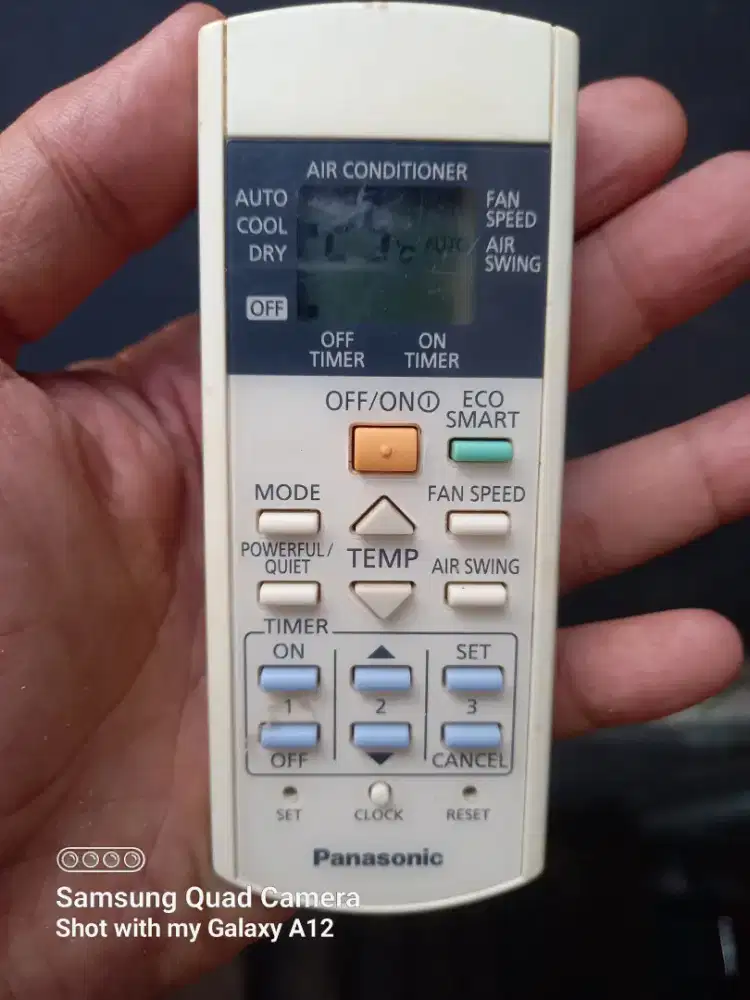 AIR CONDITIONER
AUTO
COOL
DRY
OFF
°C AUTO
FAN
SPEED
AIR
SWING
OFF
TIMER
ON
TIMER
OFF/ON
ECO
SMART
MODE
FAN SPEED
POWERFUL/
QUIET
TEMP
AIR SWING
TIMER
ON
SET
1 2 3
OFF
CANCEL
SET CLOCK RESET
Panasonic
Samsung Quad Camera
Shot with my Galaxy A12